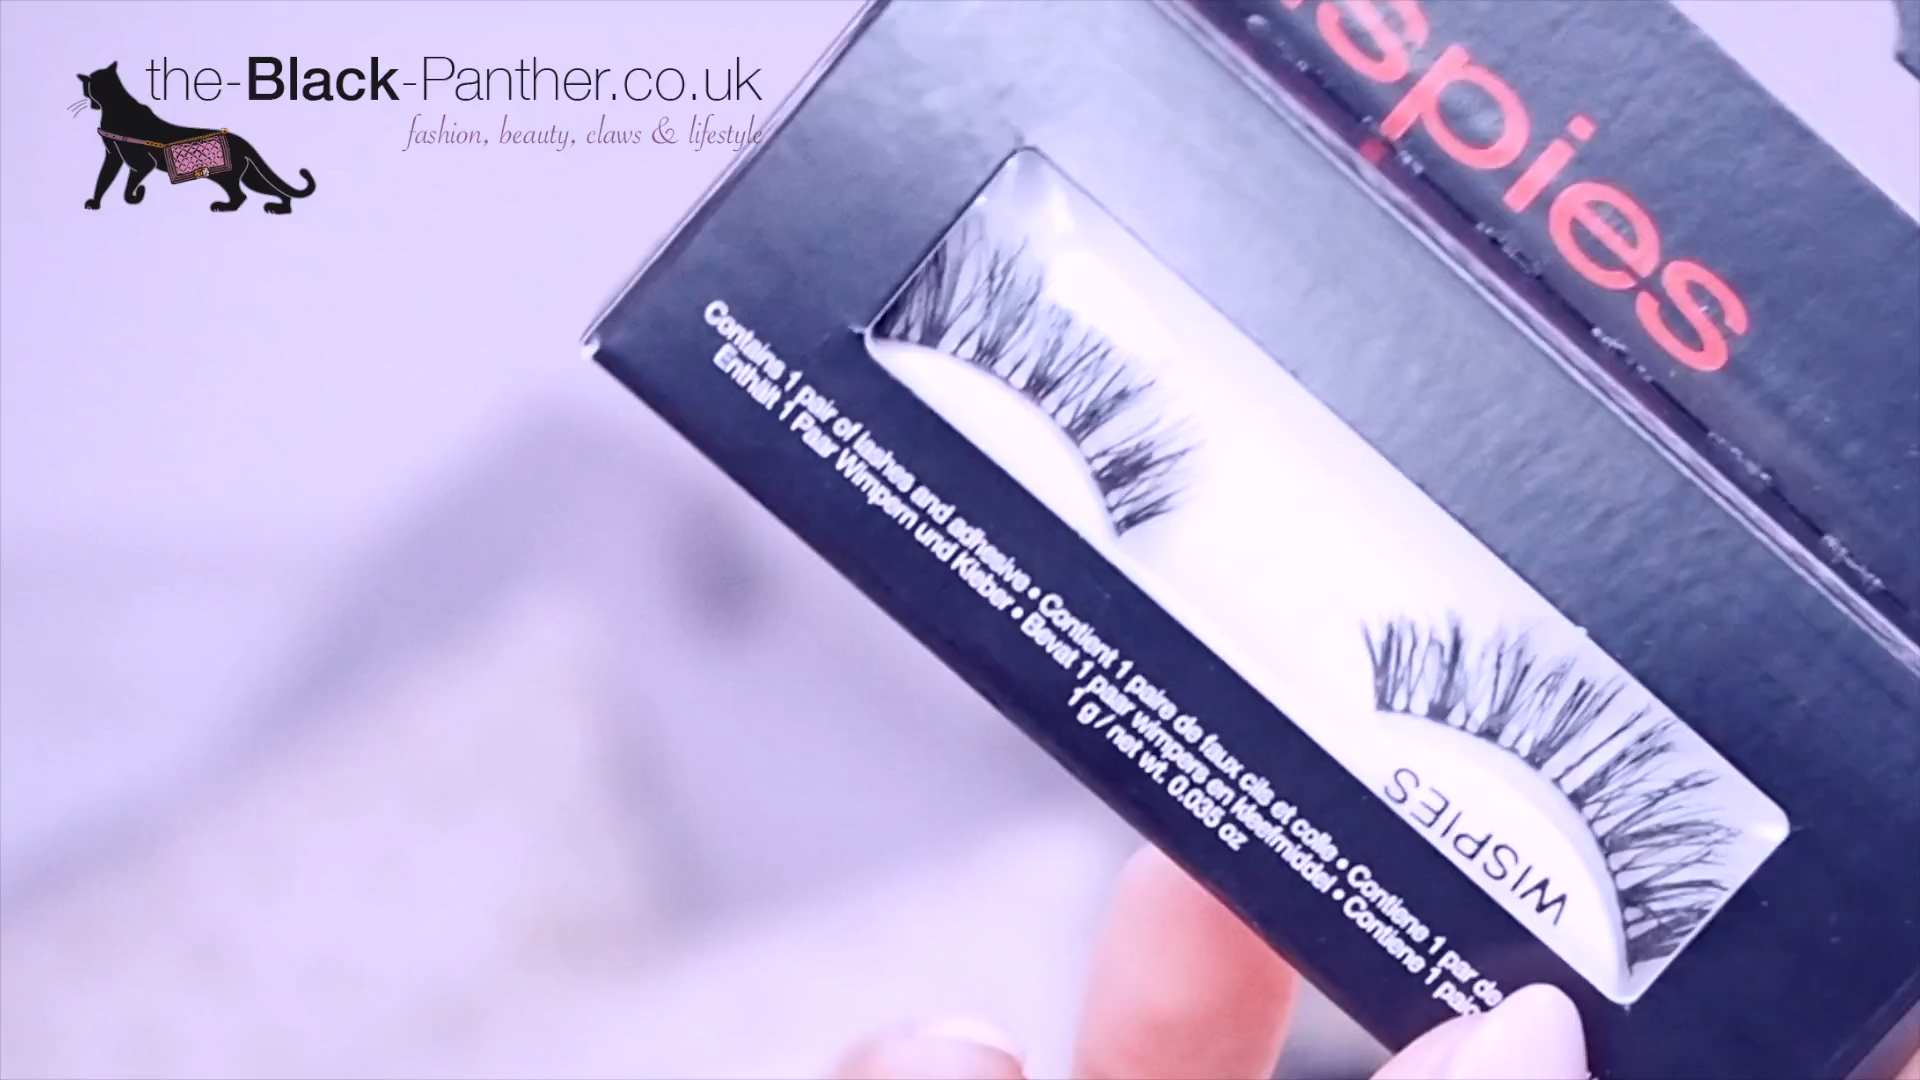 the-Black-Panther.co.uk
fashion, beauty, claws & lifestyle
spies
Contains 1 pair of lashes and adhesive • Contient 1 paire de faux cils et colle • Contiene 1 par de
Enthält 1 Paar Wimpern und Kleber • Bevat 1 paar wimpers en kleefmiddel • Contiene 1 paio
1 g / net wt. 0.035 oz
WISPIES